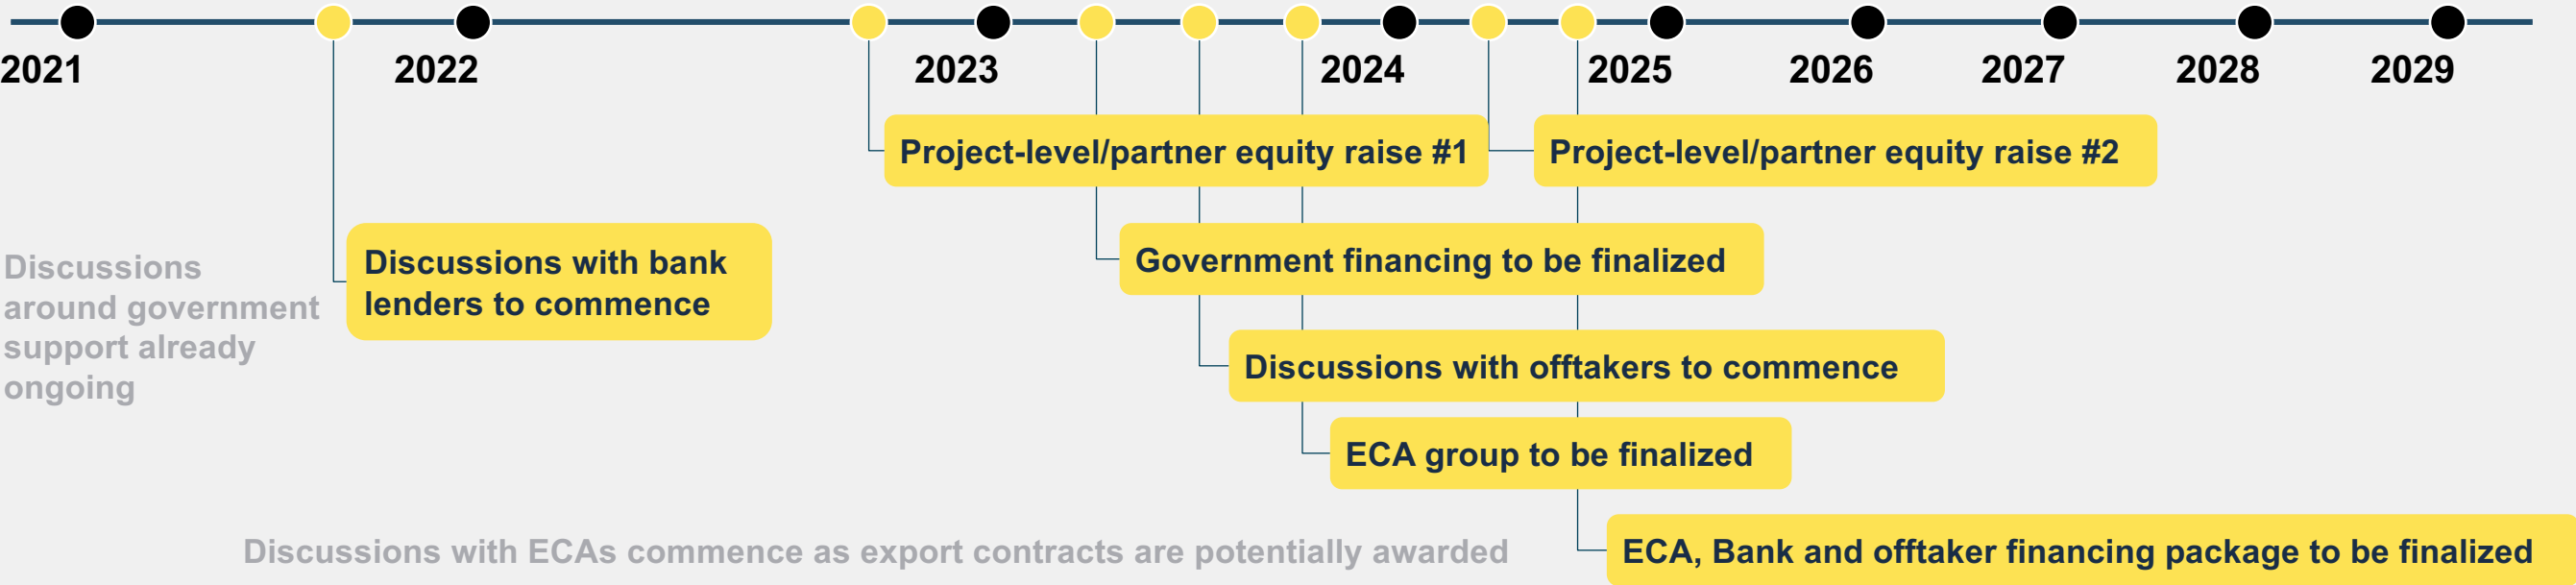 2021
2022
2023
2024
2025
2026
2027
2028
2029
Project-level/partner equity raise #1
Project-level/partner equity raise #2
Discussions
around government
support already
ongoing
Discussions with bank
lenders to commence
Government financing to be finalized
Discussions with offtakers to commence
ECA group to be finalized
Discussions with ECAs commence as export contracts are potentially awarded
ECA, Bank and offtaker financing package to be finalized